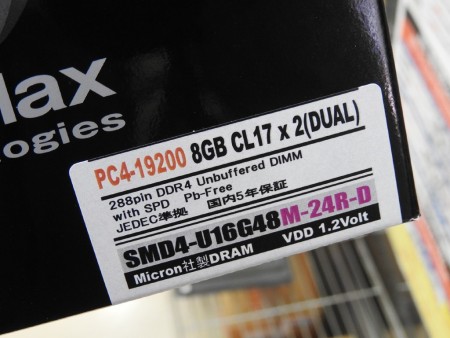 lax
ologies
PC4-19200 8GB CL17 x 2(DUAL)
288pin DDR4 Unbuffered DIMM
with SPD Pb-Free
JEDEC準拠 国内5年保証
SMD4-U16G48M-24R-D
Micron社製DRAM VDD 1.2Volt